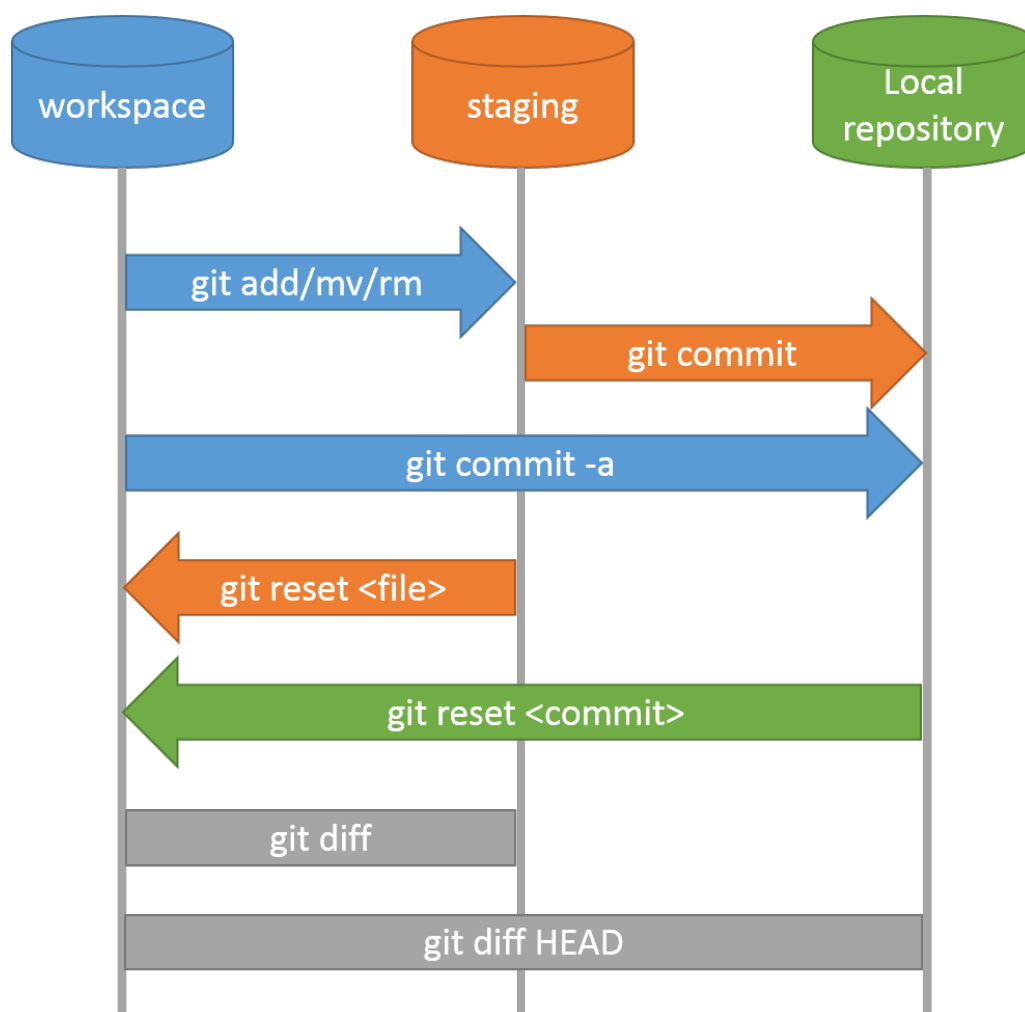 workspace
staging
Local
repository
git add/mv/rm
git commit
git commit -a
git reset <file>
git reset <commit>
git diff
git diff HEAD